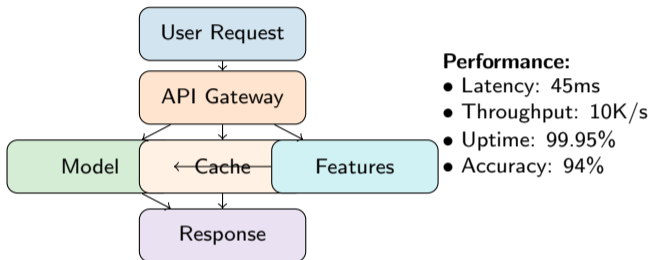 User Request
API Gateway
Model
Cache
Features
Response
Performance:
• Latency: 45ms
• Throughput: 10K/s
• Uptime: 99.95%
• Accuracy: 94%